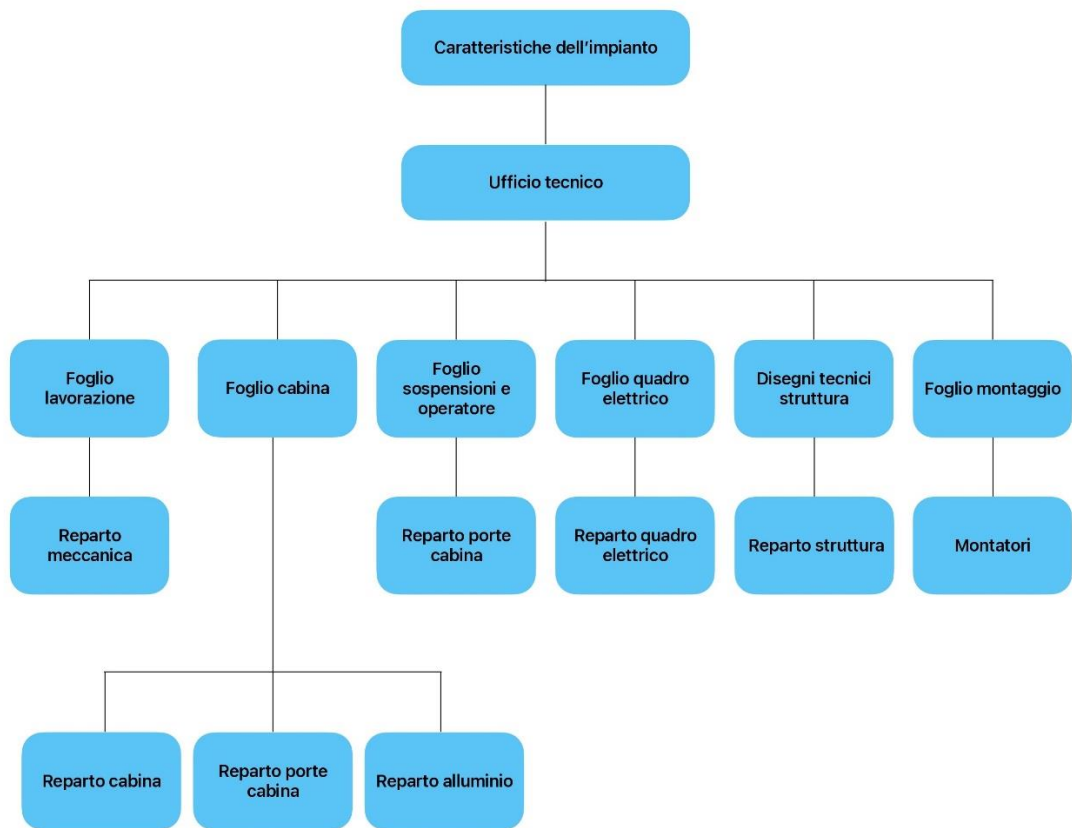 Caratteristiche dell'impianto
Ufficio tecnico
Foglio
lavorazione
Foglio cabina
Foglio
sospensioni e
operatore
Foglio quadro
elettrico
Disegni tecnici
struttura
Foglio montaggio
Reparto
meccanica
Reparto porte
cabina
Reparto quadro
elettrico
Reparto struttura
Montatori
Reparto cabina
Reparto porte
cabina
Reparto alluminio